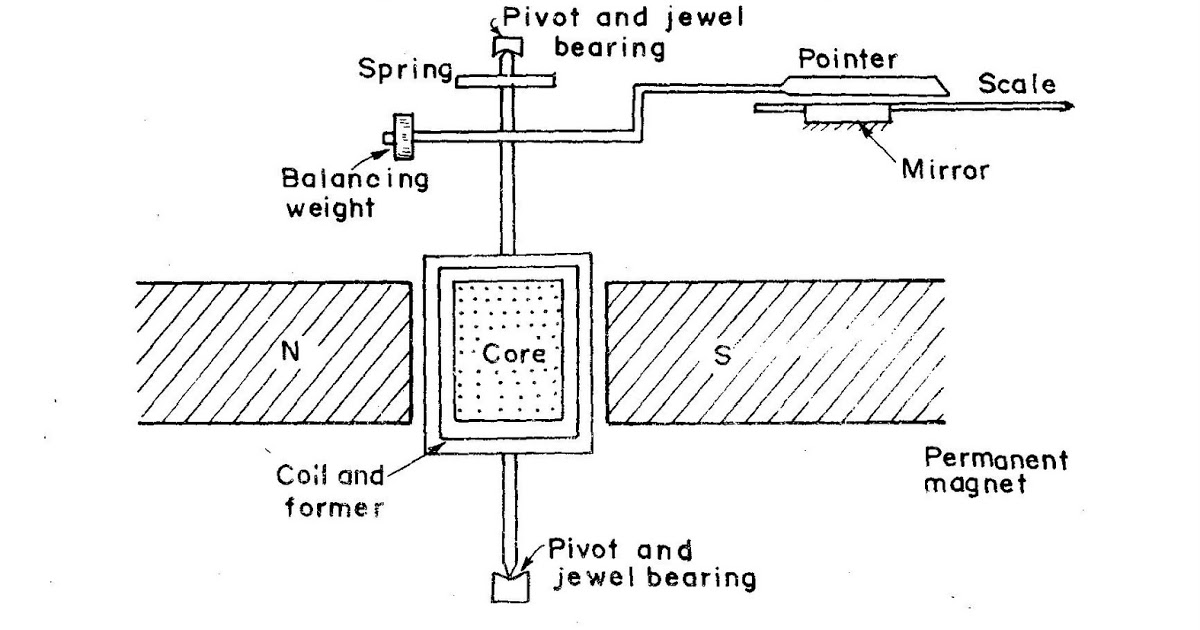 Pivot and jewel
bearing
Spring
Pointer
Scale
Balancing
weight
Mirror
N
Core
S
Coil and
former
Permanent
magnet
Pivot and
jewel bearing